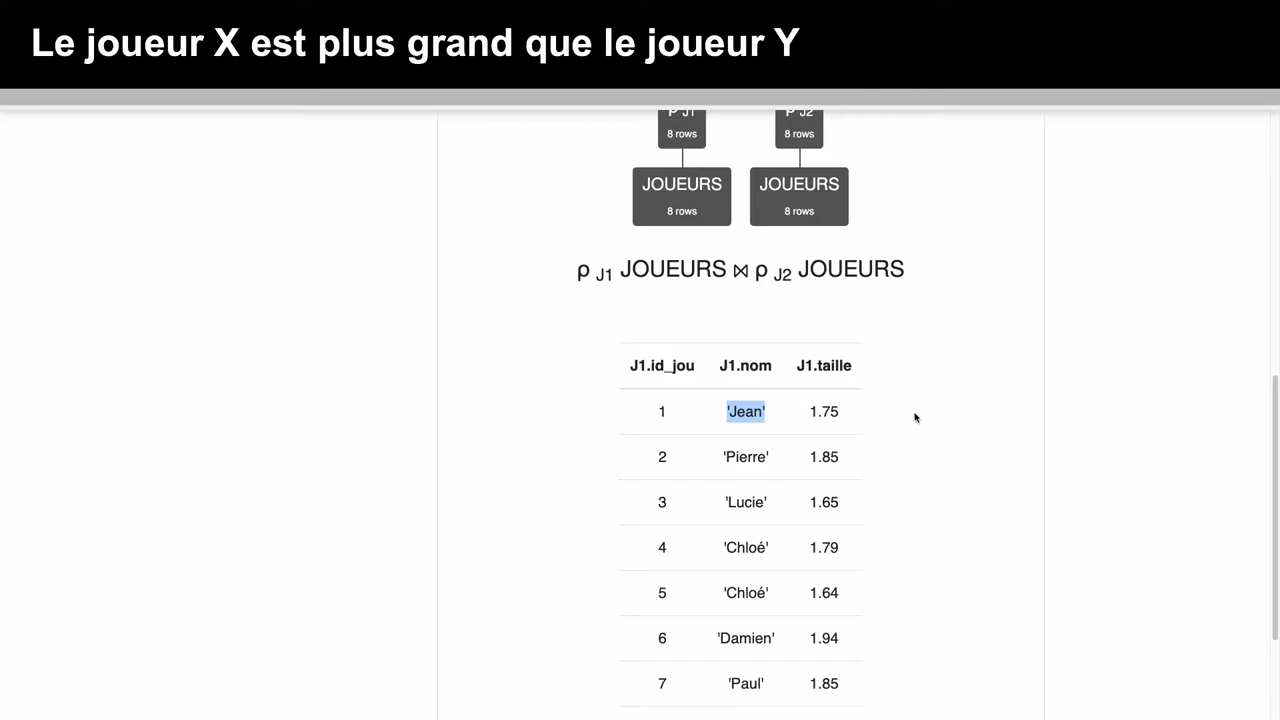 Le joueur X est plus grand que le joueur Y
ρ J1 ρ J2
8 rows 8 rows
JOUEURS JOUEURS
8 rows 8 rows
ρ J1 JOUEURS ⋈ ρ J2 JOUEURS
J1.id_jou J1.nom J1.taille
1 'Jean' 1.75
2 'Pierre' 1.85
3 'Lucie' 1.65
4 'Chloé' 1.79
5 'Chloé' 1.64
6 'Damien' 1.94
7 'Paul' 1.85